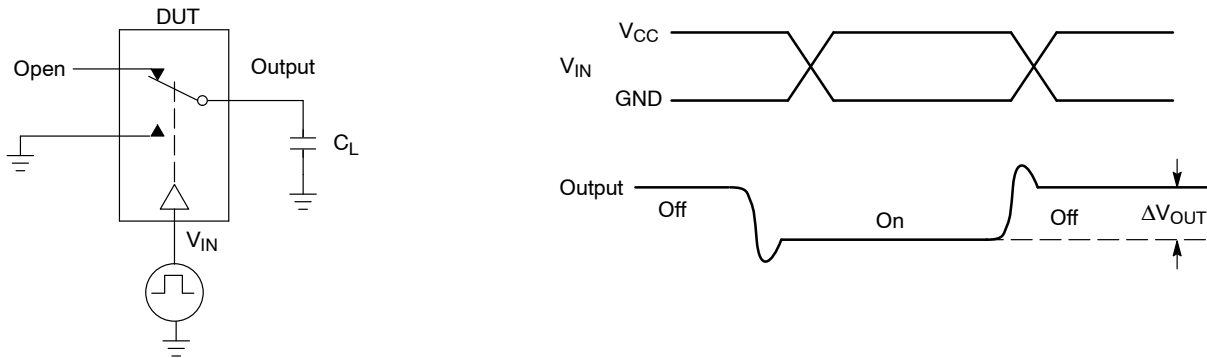 DUT
Open
Output
C_L
V_IN
V_CC
V_IN
GND
Output
Off
On
Off
ΔV_OUT